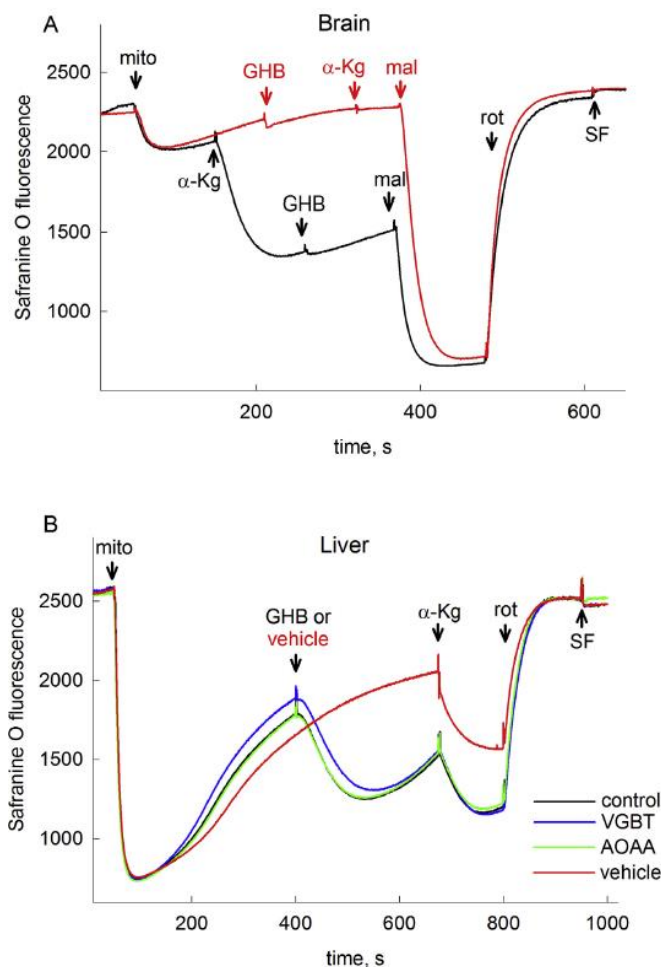 A
Brain
mito
GHB
α-Kg
mal
rot
α-Kg
GHB
mal
SF
2500
2000
1500
1000
Safranine O fluorescence
200
400
600
time, s
B
Liver
mito
GHB or
vehicle
α-Kg
rot
SF
2500
2000
1500
1000
Safranine O fluorescence
control
VGBT
AOAA
vehicle
200
400
600
800
1000
time, s